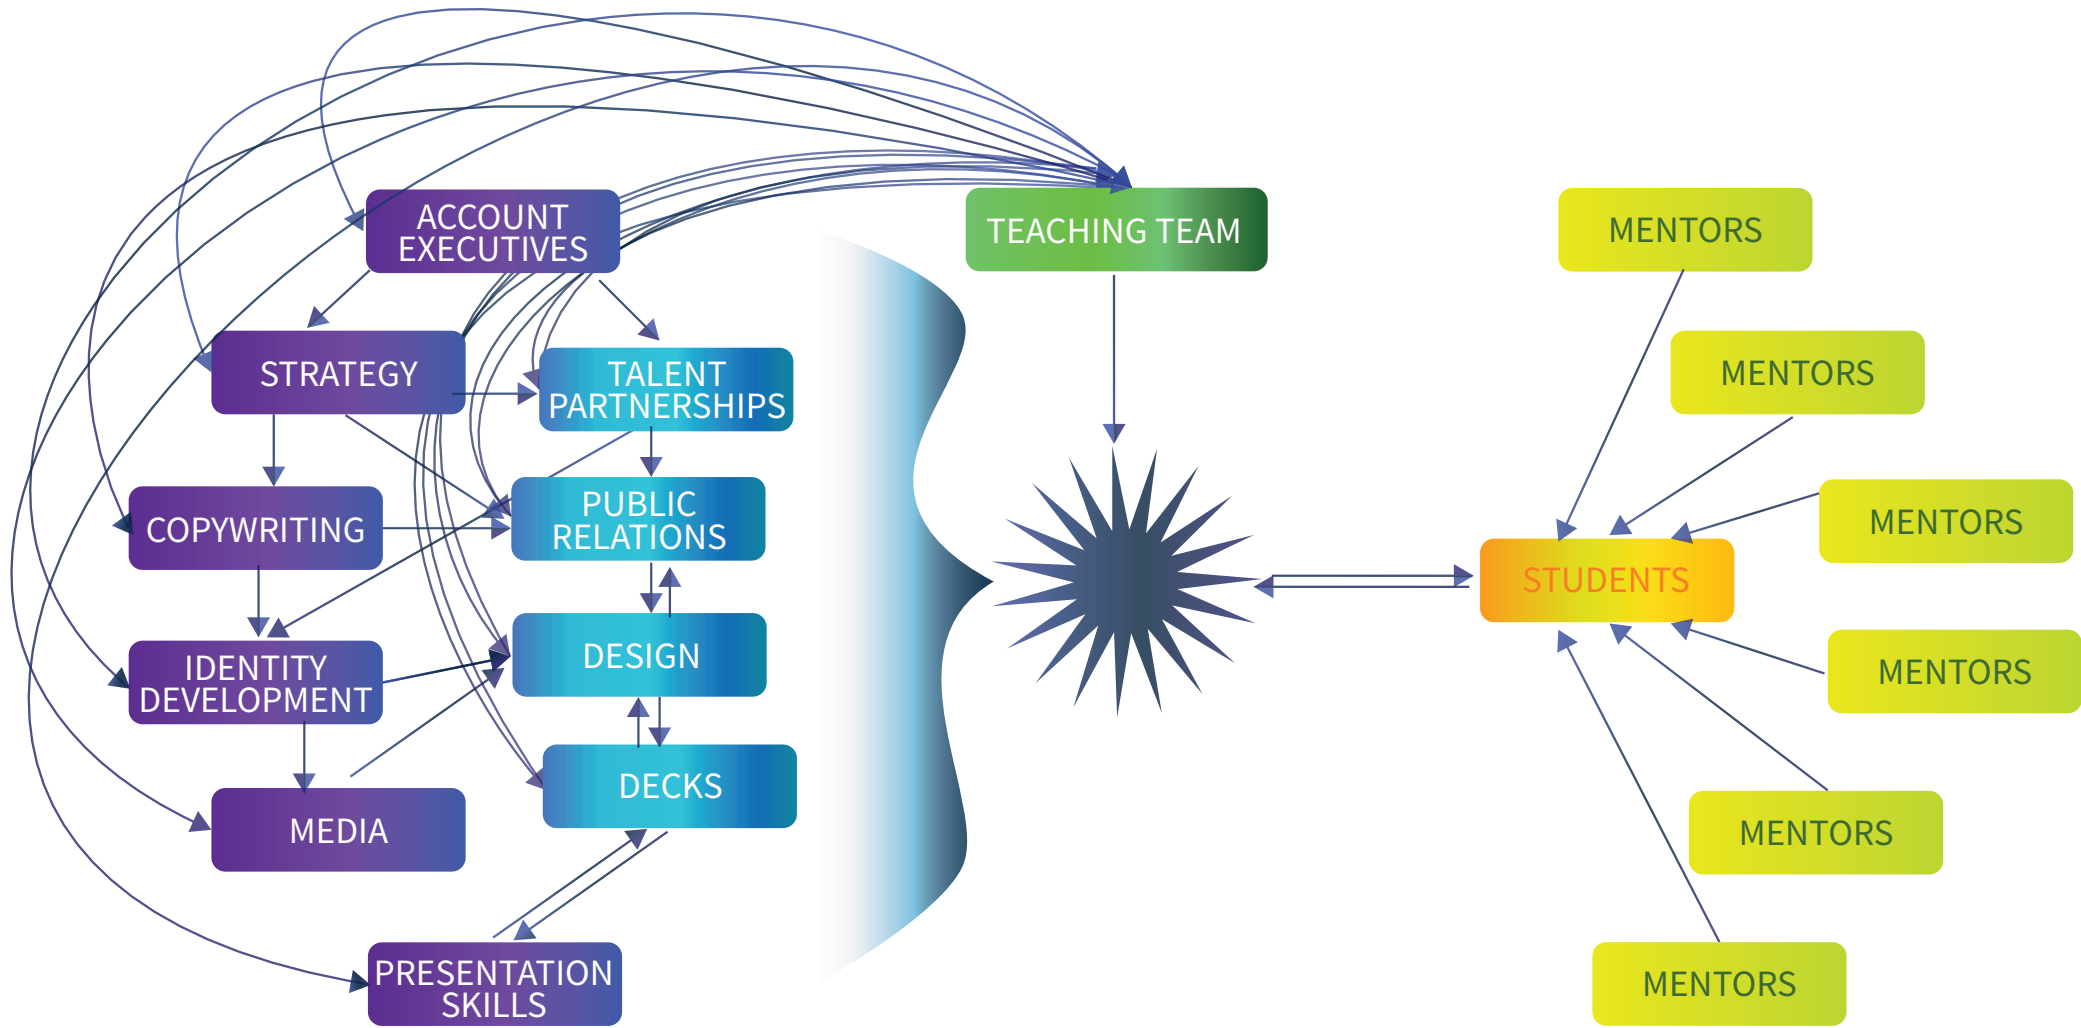 ACCOUNT
EXECUTIVES
TEACHING TEAM
MENTORS
STRATEGY
TALENT
PARTNERSHIPS
MENTORS
COPYWRITING
PUBLIC
RELATIONS
MENTORS
STUDENTS
IDENTITY
DEVELOPMENT
DESIGN
MENTORS
MEDIA
DECKS
MENTORS
PRESENTATION
SKILLS
MENTORS